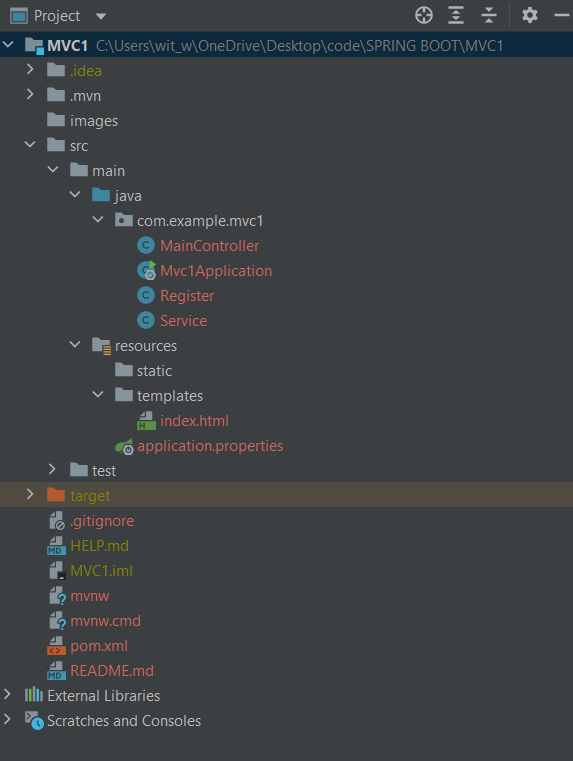 Project
MVC1 C:\Users\wit_w\OneDrive\Desktop\code\SPRING BOOT\MVC1
.idea
.mvn
images
src
main
java
com.example.mvc1
MainController
Mvc1Application
Register
Service
resources
static
templates
index.html
application.properties
test
target
.gitignore
HELP.md
MVC1.iml
mvnw
mvnw.cmd
pom.xml
README.md
External Libraries
Scratches and Consoles